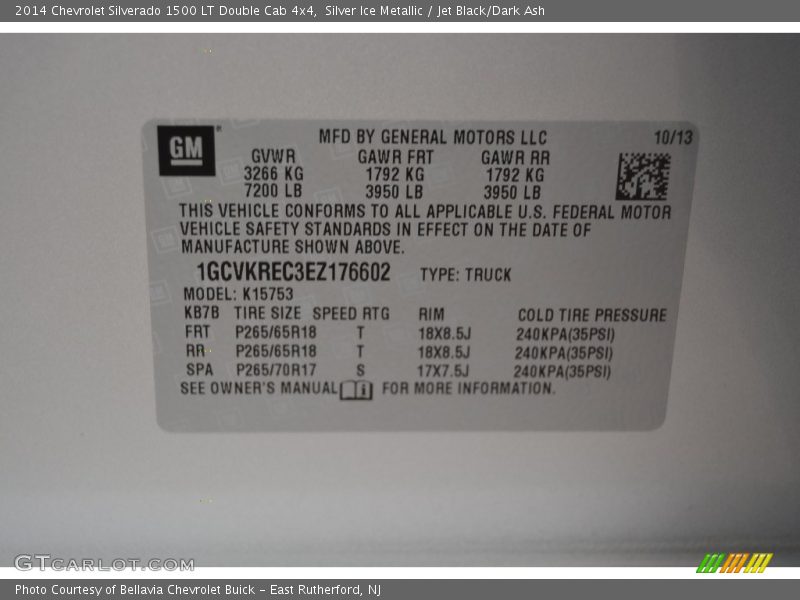 2014 Chevrolet Silverado 1500 LT Double Cab 4x4, Silver Ice Metallic / Jet Black/Dark Ash
GM
MFD BY GENERAL MOTORS LLC 10/13
GVWR GAWR FRT GAWR RR
3266 KG 1792 KG 1792 KG
7200 LB 3950 LB 3950 LB
THIS VEHICLE CONFORMS TO ALL APPLICABLE U.S. FEDERAL MOTOR
VEHICLE SAFETY STANDARDS IN EFFECT ON THE DATE OF
MANUFACTURE SHOWN ABOVE.
1GCVKREC3EZ176602 TYPE: TRUCK
MODEL: K15753
KB7B TIRE SIZE SPEED RTG RIM COLD TIRE PRESSURE
FRT P265/65R18 T 18X8.5J 240KPA(35PSI)
RR P265/65R18 T 18X8.5J 240KPA(35PSI)
SPA P265/70R17 S 17X7.5J 240KPA(35PSI)
SEE OWNER'S MANUAL FOR MORE INFORMATION.
GTCARLOT.COM
Photo Courtesy of Bellavia Chevrolet Buick - East Rutherford, NJ